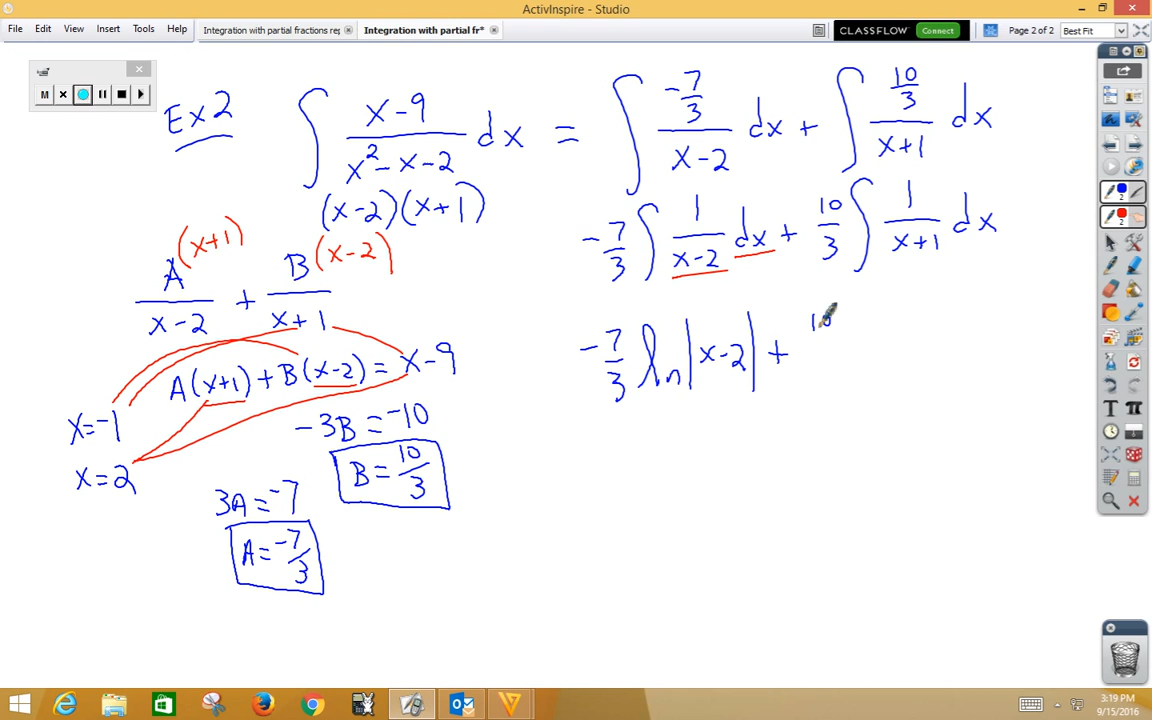 ActivInspire - Studio
File Edit View Insert Tools Help
Integration with partial fractions rep
Integration with partial fr*
CLASSFLOW Connect
Page 2 of 2
Best Fit
M
Ex 2 ∫ (x-9)/(x²-x-2) dx = ∫ (-7/3)/(x-2) dx + ∫ (10/3)/(x+1) dx
(x-2)(x+1)
-7/3 ∫ 1/(x-2) dx + 10/3 ∫ 1/(x+1) dx
(x+1) (x-2)
A/(x-2) + B/(x+1)
-7/3 ln|x-2| + 10
A(x+1)+B(x-2)=x-9
x=-1
-3B=-10
x=2
B=10/3
3A=-7
A=-7/3
2
2
T π
3:19 PM
9/15/2016